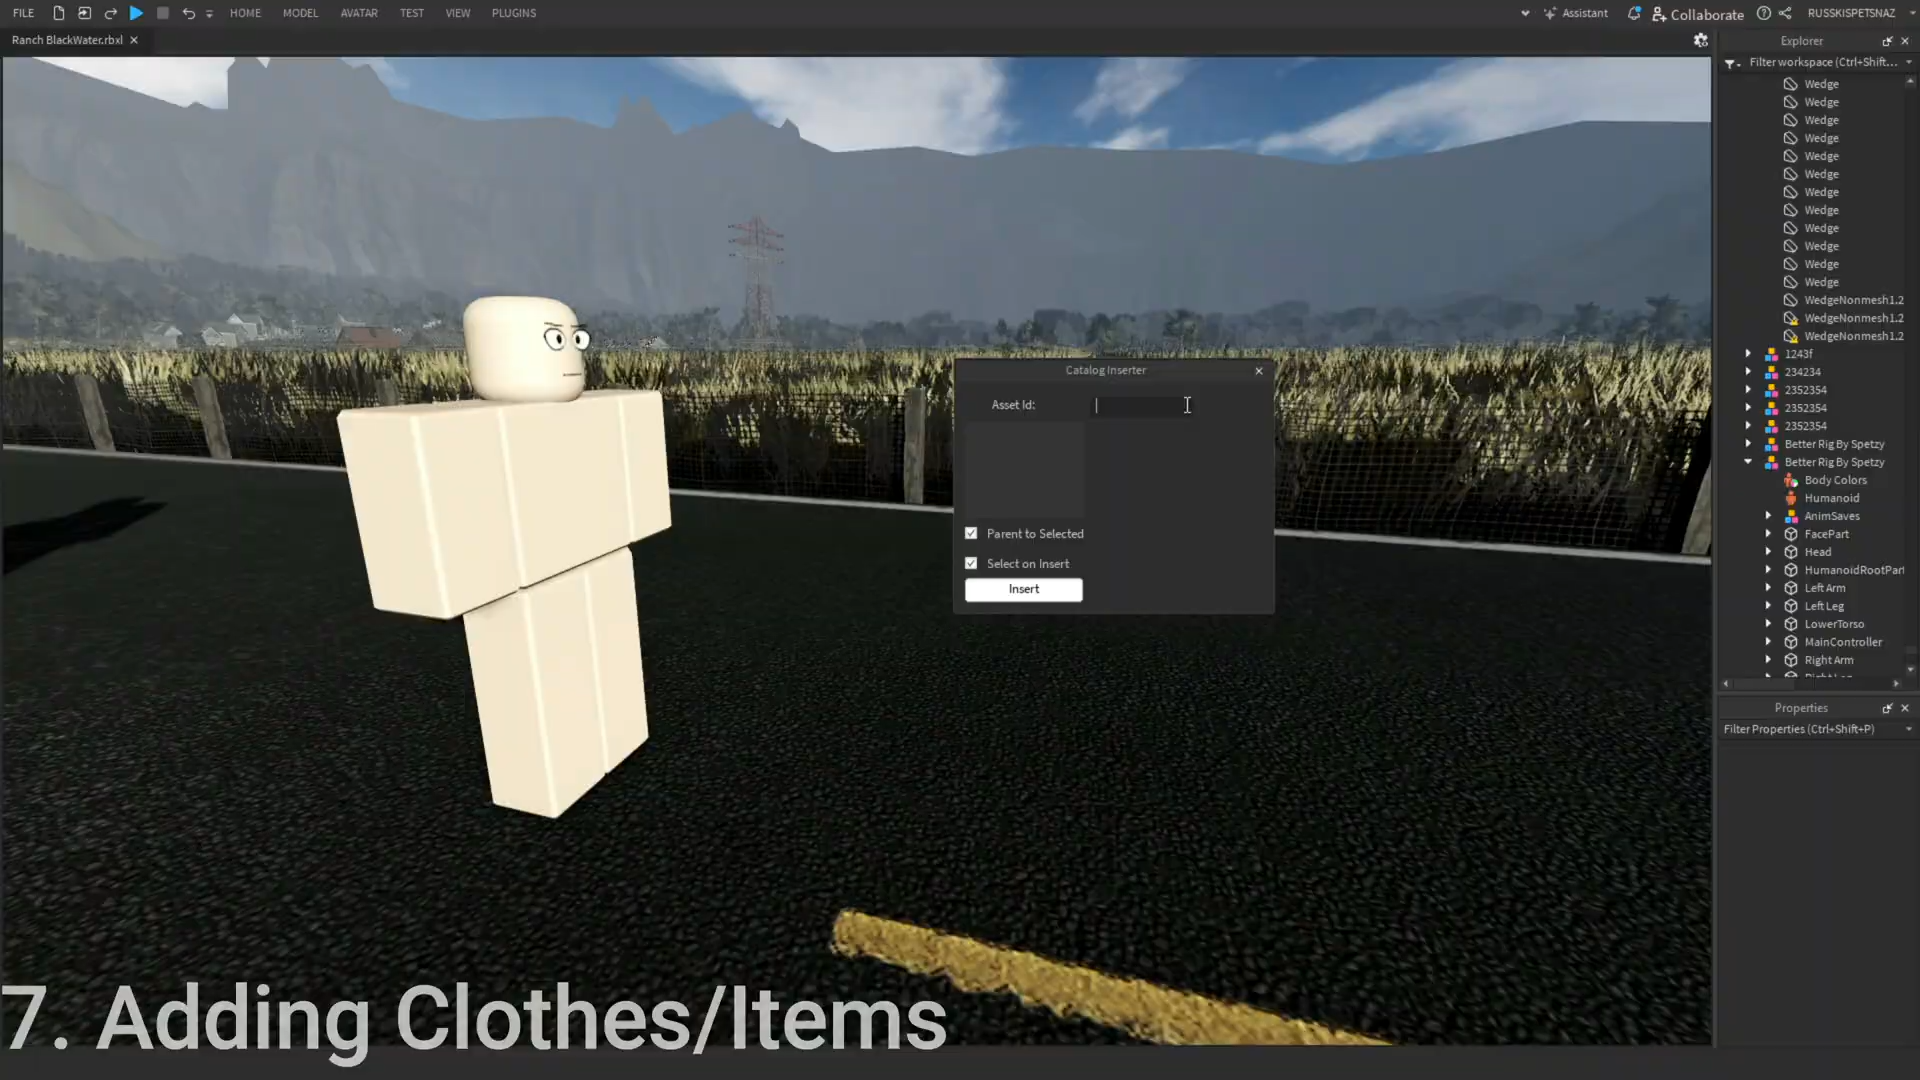 FILE HOME MODEL AVATAR TEST VIEW PLUGINS Assistant Collaborate RUSSKISPETSNAZ
Ranch BlackWater.rbxl
Explorer
Filter workspace (Ctrl+Shift...
Wedge
Wedge
Wedge
Wedge
Wedge
Wedge
Wedge
Wedge
Wedge
Wedge
Wedge
Wedge
WedgeNonmesh1.2
WedgeNonmesh1.2
WedgeNonmesh1.2
1243f
234234
2352354
2352354
2352354
Better Rig By Spetzy
Better Rig By Spetzy
Body Colors
Humanoid
AnimSaves
FacePart
Head
HumanoidRootPart
Left Arm
Left Leg
LowerTorso
MainController
Right Arm
Properties
Filter Properties (Ctrl+Shift+P)
Catalog Inserter
Asset Id:
Parent to Selected
Select on Insert
Insert
7. Adding Clothes/Items